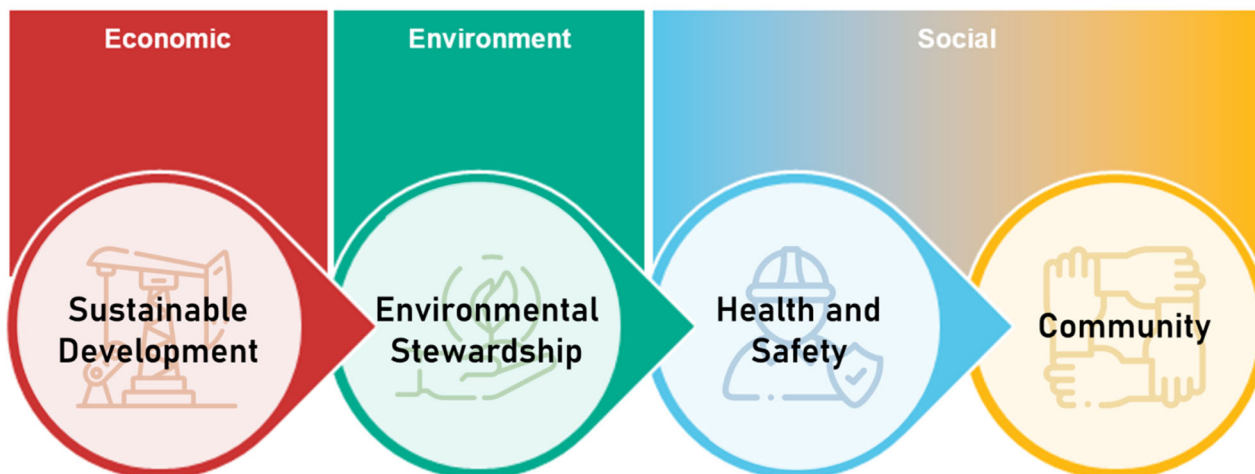 Economic
Environment
Social
Sustainable
Development
Environmental
Stewardship
Health and
Safety
Community